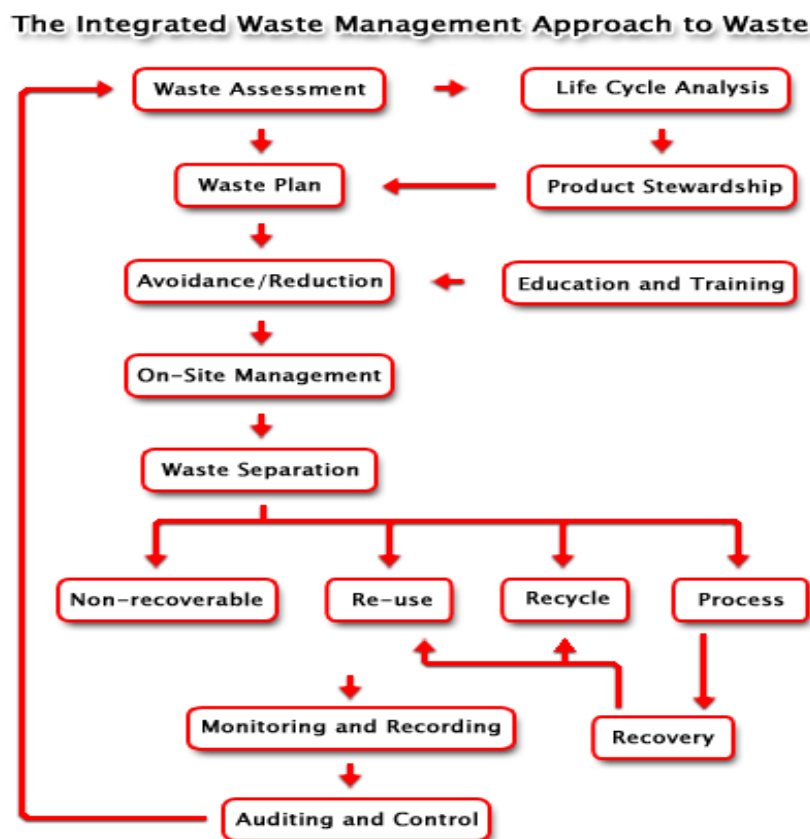 The Integrated Waste Management Approach to Waste
Waste Assessment
Life Cycle Analysis
Waste Plan
Product Stewardship
Avoidance/Reduction
Education and Training
On-Site Management
Waste Separation
Non-recoverable
Re-use
Recycle
Process
Monitoring and Recording
Recovery
Auditing and Control